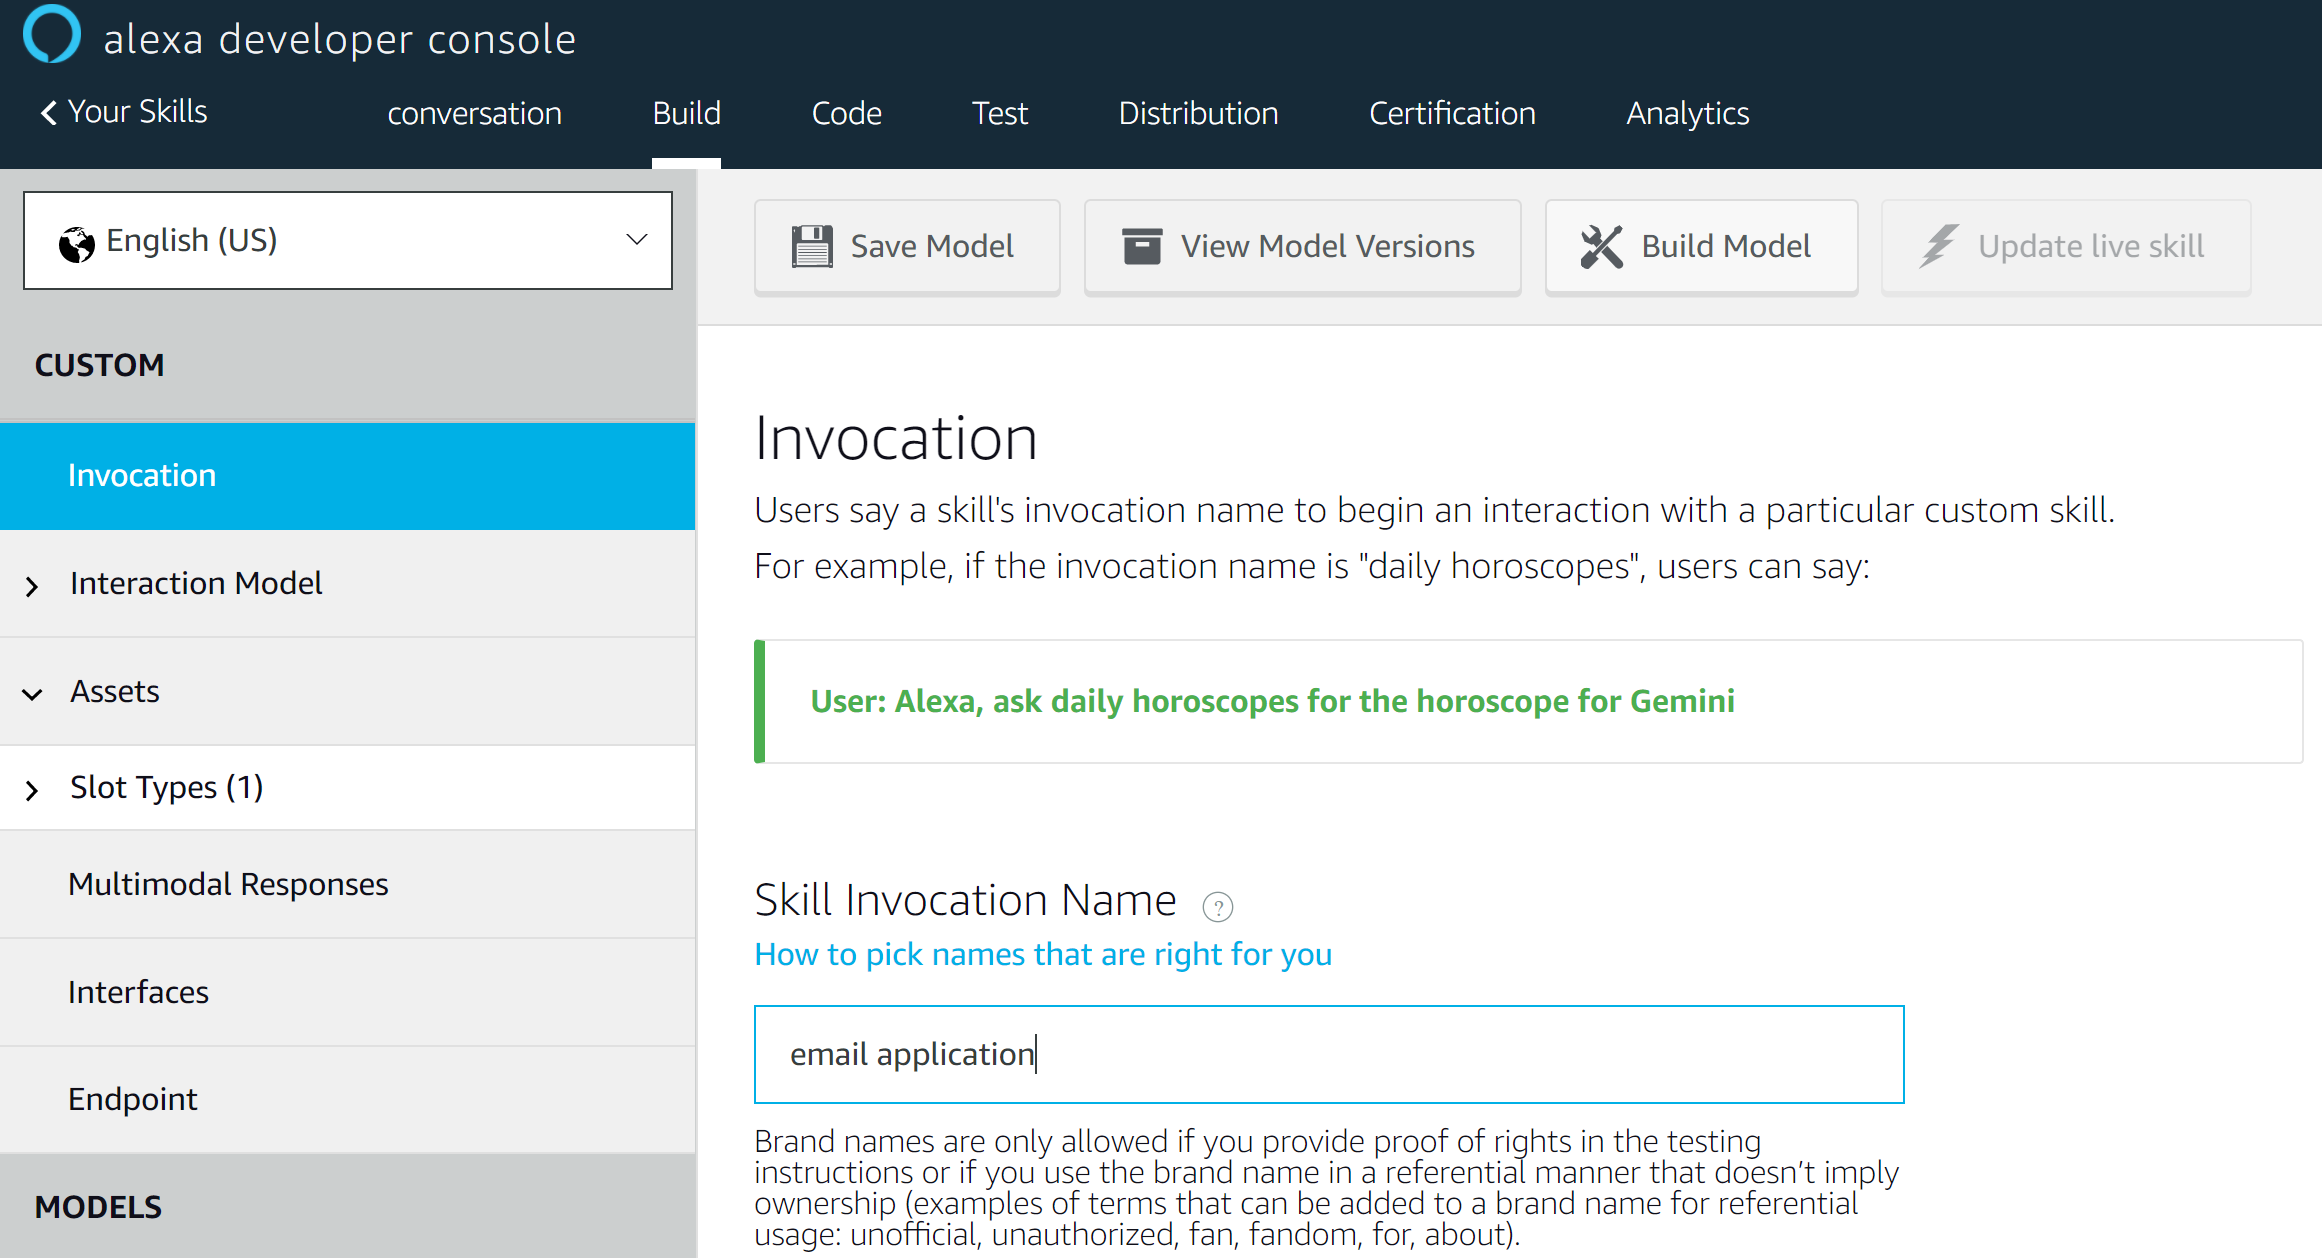 alexa developer console
Your Skills
conversation
Build
Code
Test
Distribution
Certification
Analytics
English (US)
Save Model
View Model Versions
Build Model
Update live skill
CUSTOM
Invocation
Interaction Model
Assets
Slot Types (1)
Multimodal Responses
Interfaces
Endpoint
MODELS
Invocation
Users say a skill's invocation name to begin an interaction with a particular custom skill.
For example, if the invocation name is "daily horoscopes", users can say:
User: Alexa, ask daily horoscopes for the horoscope for Gemini
Skill Invocation Name ?
How to pick names that are right for you
email application
Brand names are only allowed if you provide proof of rights in the testing
instructions or if you use the brand name in a referential manner that doesn’t imply
ownership (examples of terms that can be added to a brand name for referential
usage: unofficial, unauthorized, fan, fandom, for, about).